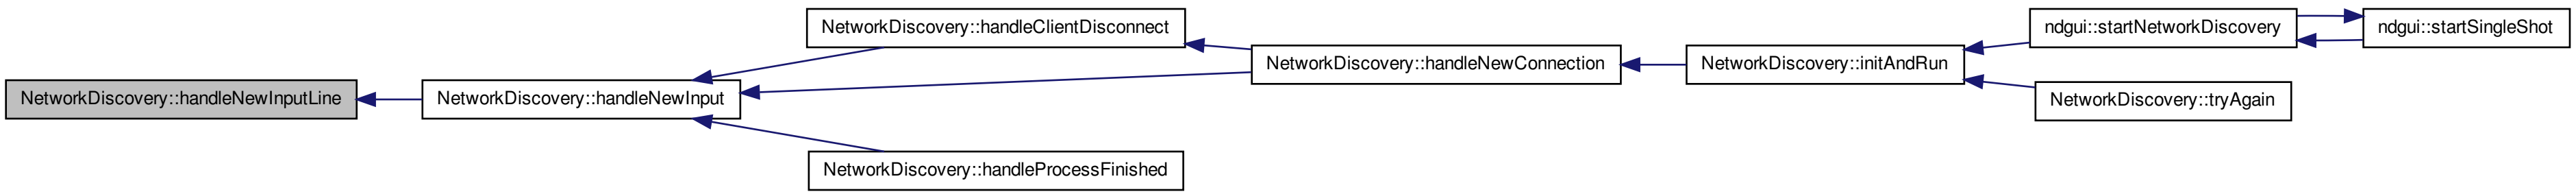 NetworkDiscovery::handleNewInputLine
NetworkDiscovery::handleNewInput
NetworkDiscovery::handleClientDisconnect
NetworkDiscovery::handleProcessFinished
NetworkDiscovery::handleNewConnection
NetworkDiscovery::initAndRun
ndgui::startNetworkDiscovery
NetworkDiscovery::tryAgain
ndgui::startSingleShot